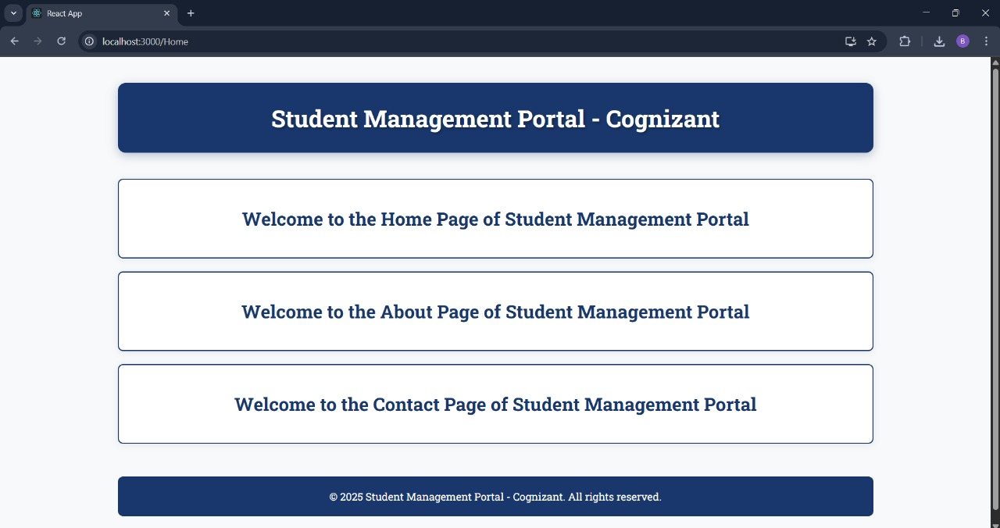 React App
localhost:3000/Home
B
Student Management Portal - Cognizant
Welcome to the Home Page of Student Management Portal
Welcome to the About Page of Student Management Portal
Welcome to the Contact Page of Student Management Portal
© 2025 Student Management Portal - Cognizant. All rights reserved.